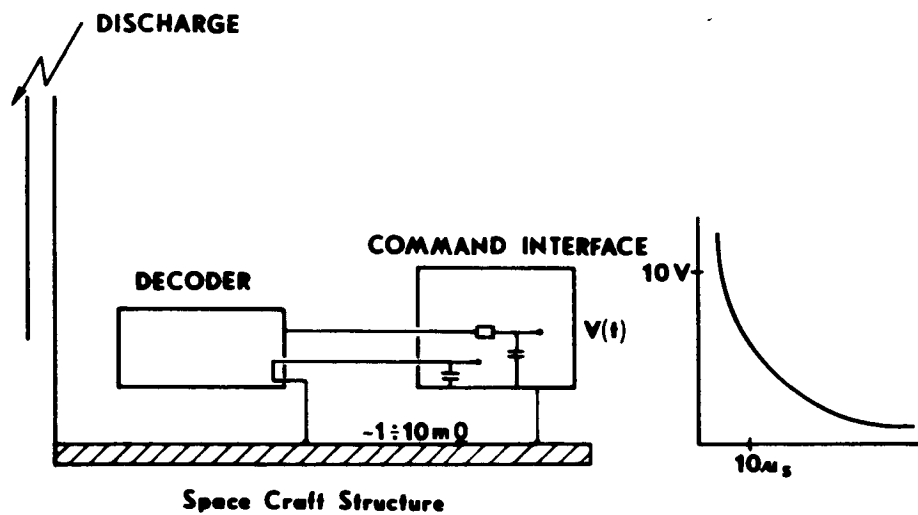 DISCHARGE
COMMAND INTERFACE
DECODER
10V
V(t)
~1÷10mΩ
10μs
Space Craft Structure